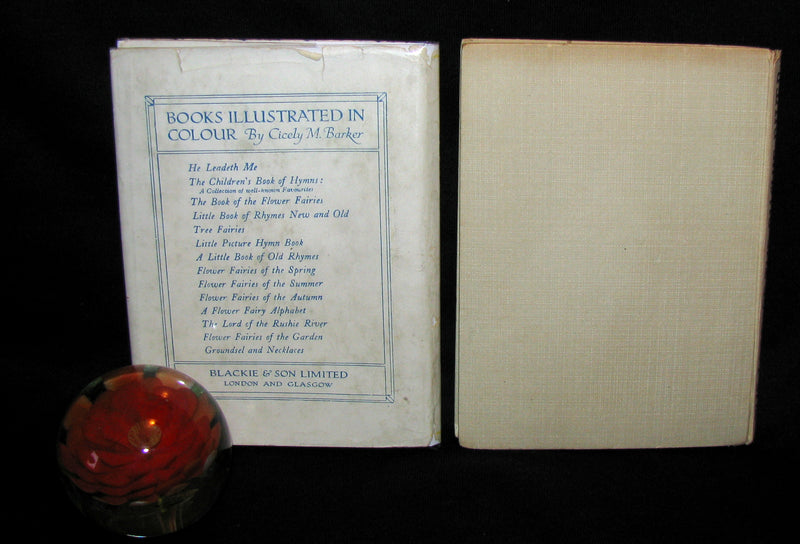 BOOKS ILLUSTRATED IN
COLOUR By Cicely M. Barker
He Leadeth Me
The Children's Book of Hymns:
A Collection of well-known Favourites
The Book of the Flower Fairies
Little Book of Rhymes New and Old
Tree Fairies
Little Picture Hymn Book
A Little Book of Old Rhymes
Flower Fairies of the Spring
Flower Fairies of the Summer
Flower Fairies of the Autumn
A Flower Fairy Alphabet
The Lord of the Rushie River
Flower Fairies of the Garden
Groundsel and Necklaces
BLACKIE & SON LIMITED
LONDON AND GLASGOW